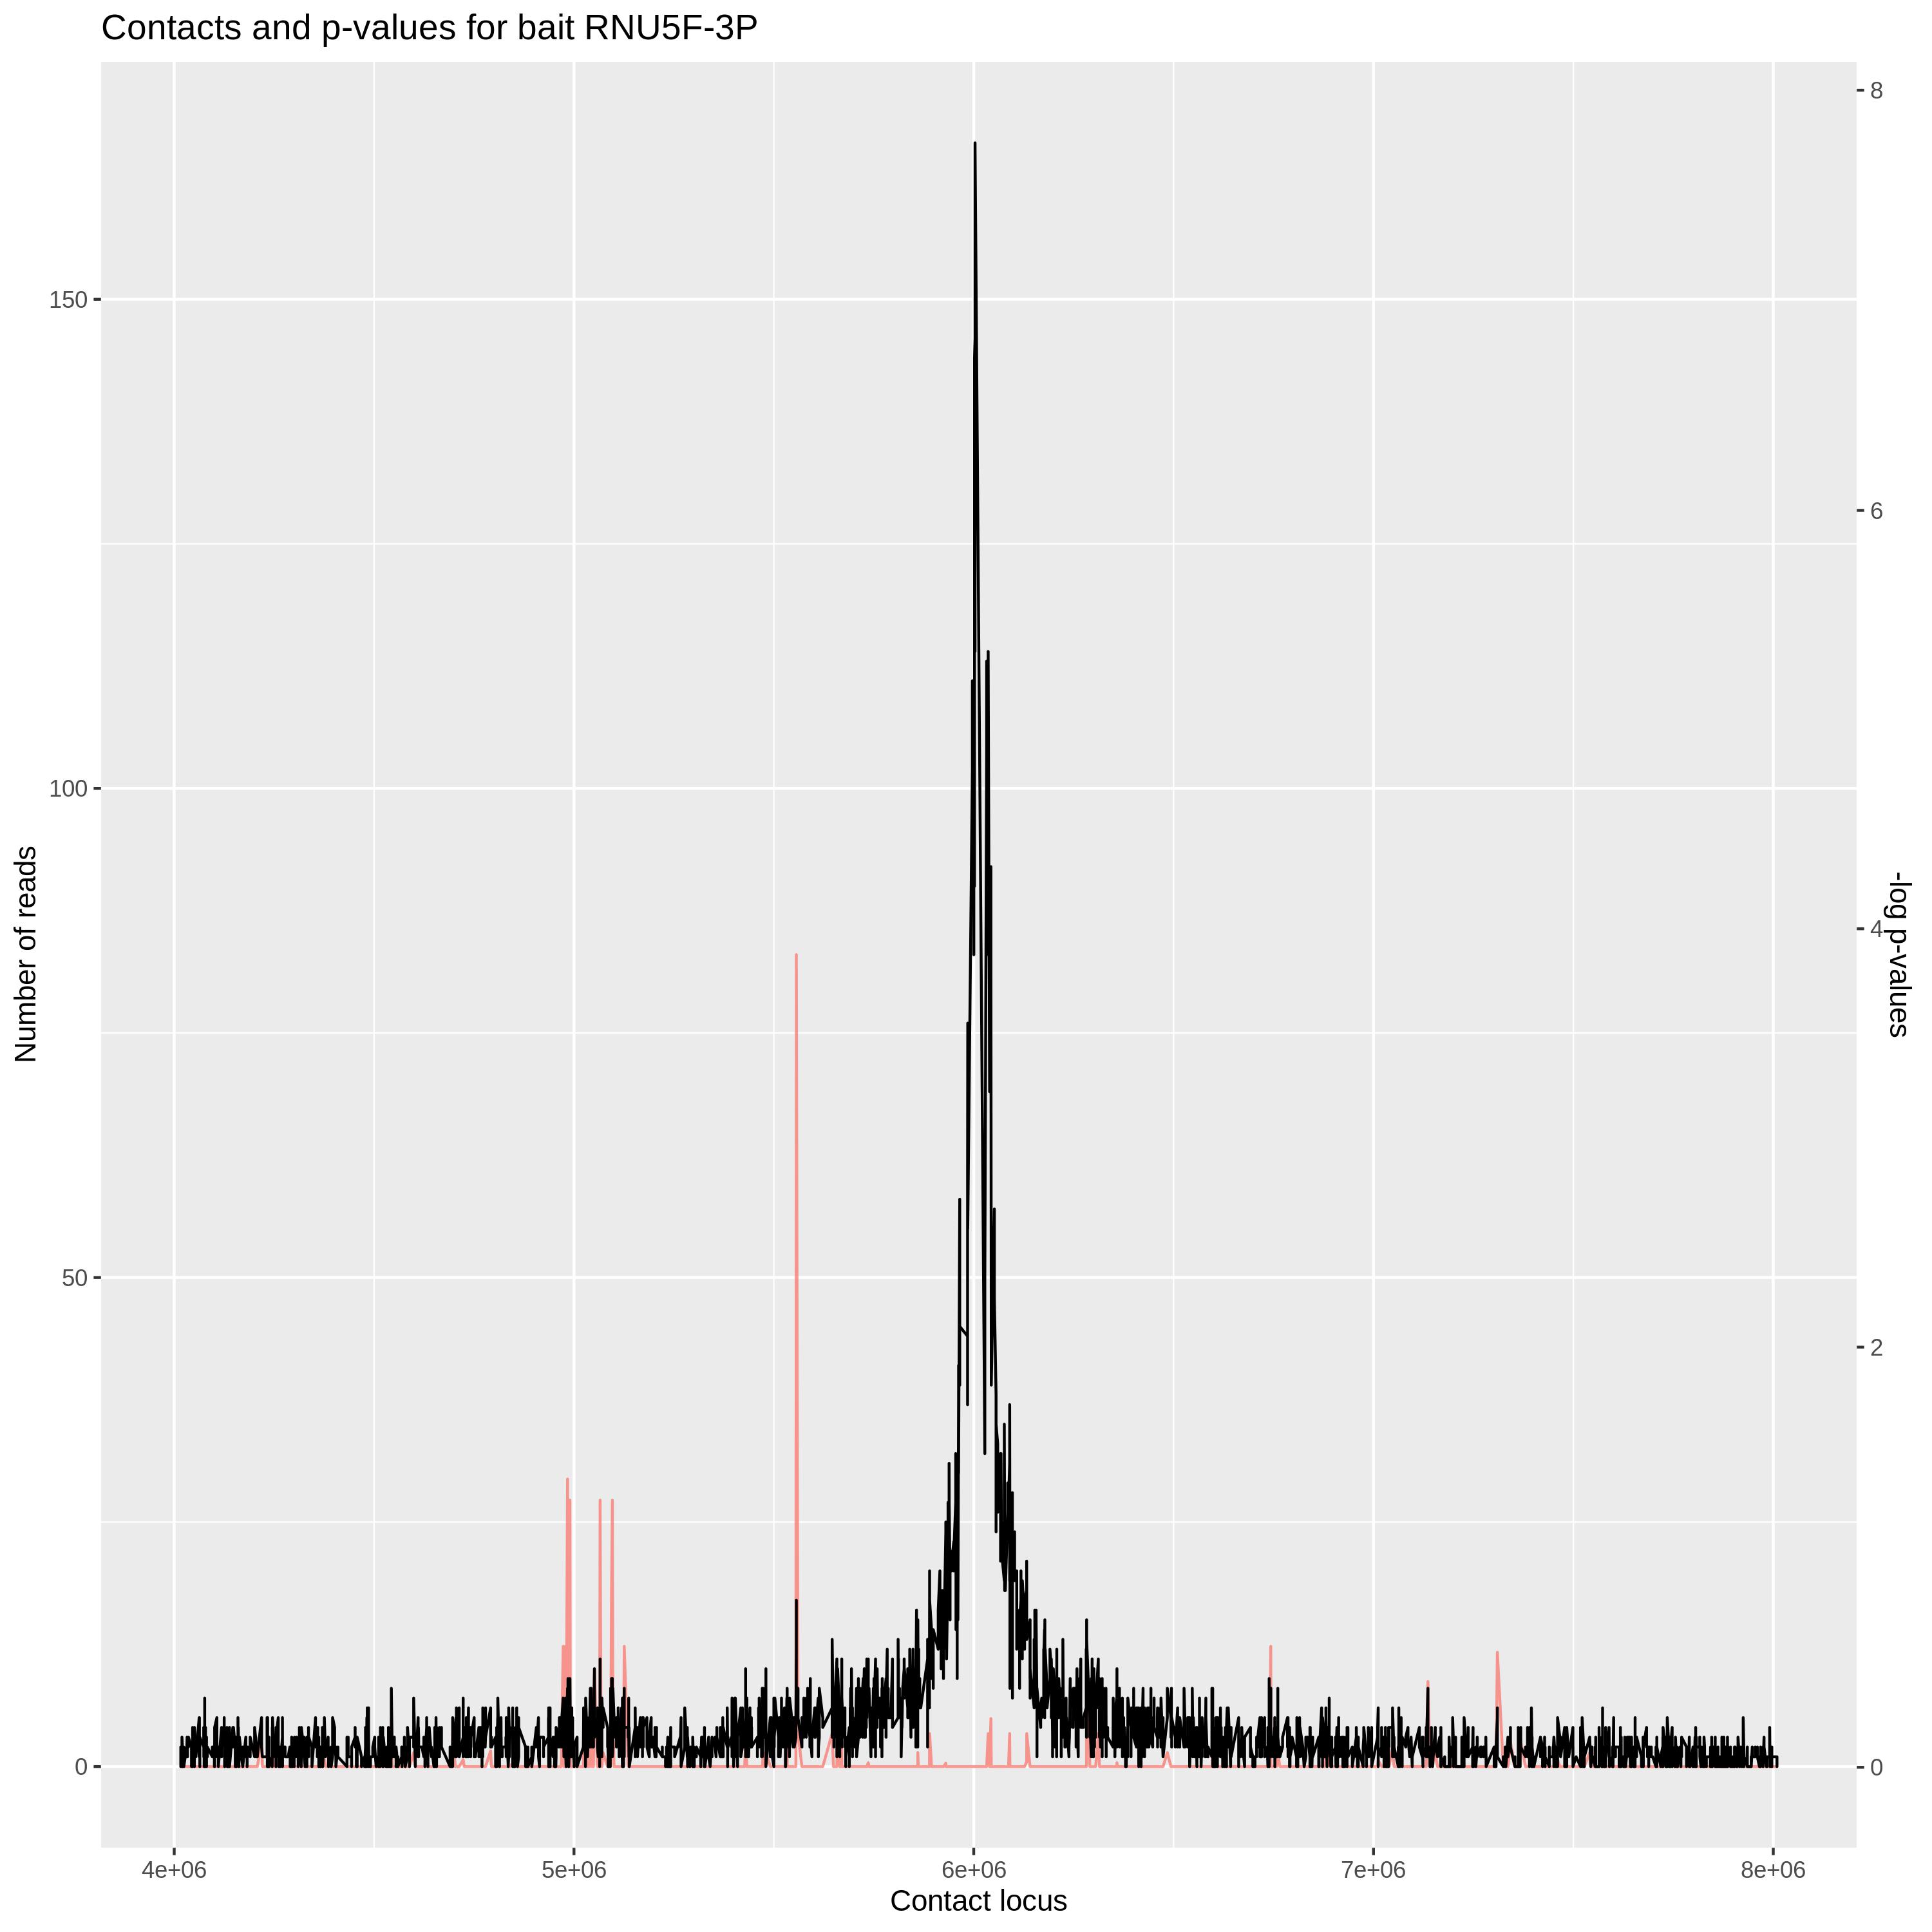 Contacts and p-values for bait RNU5F-3P
8
150
6
100
4
50
2
0
0
Number of reads
-log p-values
4e+06
5e+06
6e+06
7e+06
8e+06
Contact locus